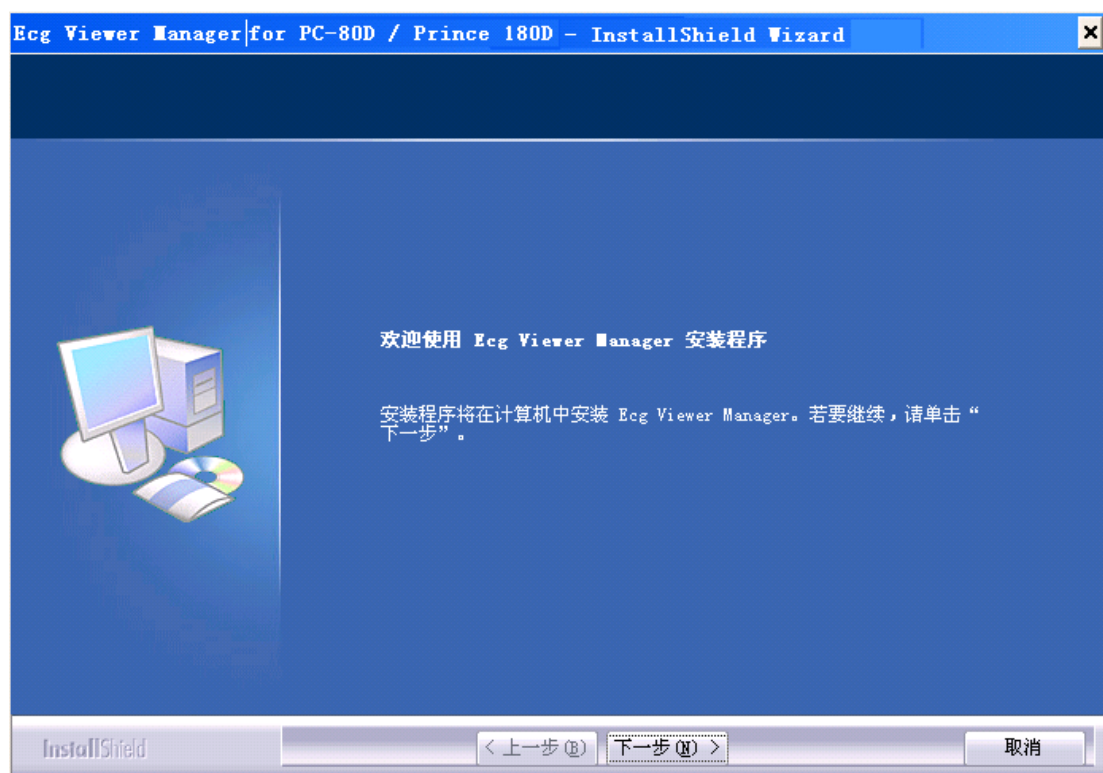 Ecg Viewer Manager for PC-80D / Prince 180D - InstallShield Wizard
欢迎使用 Ecg Viewer Manager 安装程序
安装程序将在计算机中安装 Ecg Viewer Manager。若要继续，请单击“
下一步”。
InstallShield
< 上一步(B)
下一步(N) >
取消